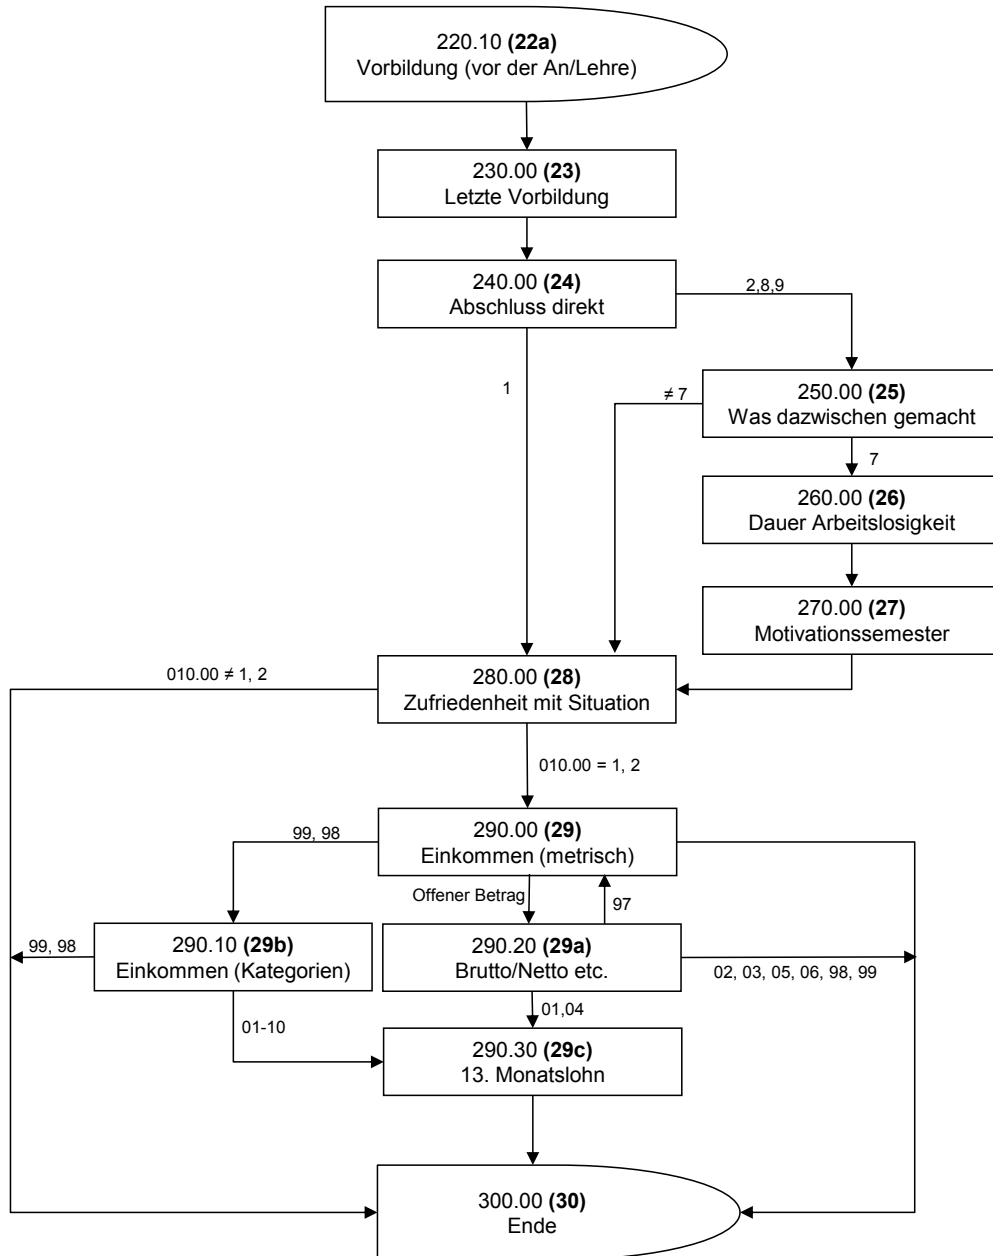 220.10 (22a)
Vorbildung (vor der An/Lehre)
230.00 (23)
Letzte Vorbildung
240.00 (24)
Abschluss direkt
2,8,9
1
≠ 7
250.00 (25)
Was dazwischen gemacht
7
260.00 (26)
Dauer Arbeitslosigkeit
270.00 (27)
Motivationssemester
010.00 ≠ 1, 2
280.00 (28)
Zufriedenheit mit Situation
010.00 = 1, 2
99, 98
290.00 (29)
Einkommen (metrisch)
Offener Betrag
97
99, 98
290.10 (29b)
Einkommen (Kategorien)
290.20 (29a)
Brutto/Netto etc.
02, 03, 05, 06, 98, 99
01-10
01,04
290.30 (29c)
13. Monatslohn
300.00 (30)
Ende